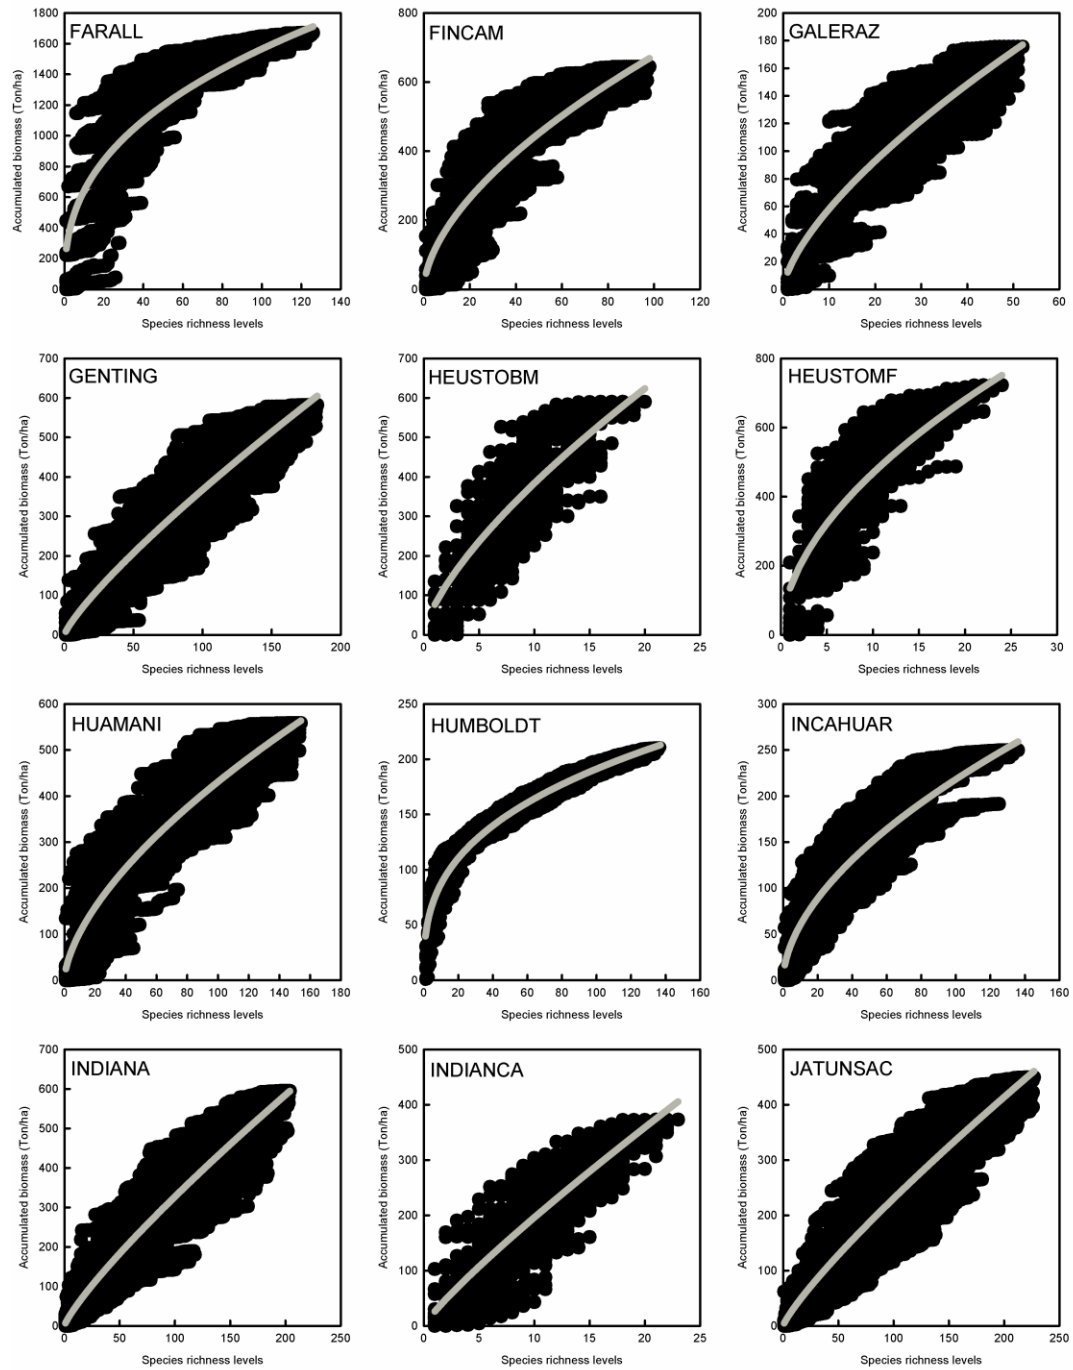 FARALL
Accumulated biomass (Ton/ha)
1800
1600
1400
1200
1000
800
600
400
200
0
0 20 40 60 80 100 120 140
Species richness levels
FINCAM
Accumulated biomass (Ton/ha)
800
600
400
200
0
0 20 40 60 80 100 120
Species richness levels
GALERAZ
Accumulated biomass (Ton/ha)
200
180
160
140
120
100
80
60
50
40
20
0
0 10 20 30 40 50 60
Species richness levels
GENTING
Accumulated biomass (Ton/ha)
700
600
500
400
300
200
100
0
0 50 100 150 200
Species richness levels
HEUSTOBM
Accumulated biomass (Ton/ha)
700
600
500
400
300
200
100
0
0 5 10 15 20 25
Species richness levels
HEUSTOMF
Accumulated biomass (Ton/ha)
800
600
400
200
0
0 5 10 15 20 25 30
Species richness levels
HUAMANI
Accumulated biomass (Ton/ha)
600
500
400
300
200
100
0
0 20 40 60 80 100 120 140 160 180
Species richness levels
HUMBOLDT
Accumulated biomass (Ton/ha)
250
200
150
100
50
0
0 20 40 60 80 100 120 140 160
Species richness levels
INCAHUAR
Accumulated biomass (Ton/ha)
300
250
200
150
100
50
0
0 20 40 60 80 100 120 140 160
Species richness levels
INDIANA
Accumulated biomass (Ton/ha)
700
600
500
400
300
200
100
0
0 50 100 150 200 250
Species richness levels
INDIANCA
Accumulated biomass (Ton/ha)
500
400
300
200
100
0
0 5 10 15 20 25
Species richness levels
JATUNSAC
Accumulated biomass (Ton/ha)
500
400
300
200
100
0
0 50 100 150 200 250
Species richness levels